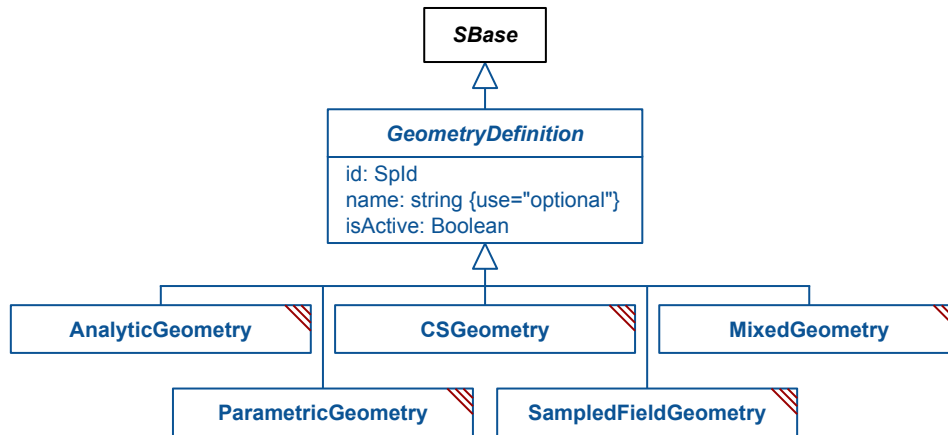 SBase
GeometryDefinition
id: SpId
name: string {use="optional"}
isActive: Boolean
AnalyticGeometry
CSGeometry
MixedGeometry
ParametricGeometry
SampledFieldGeometry